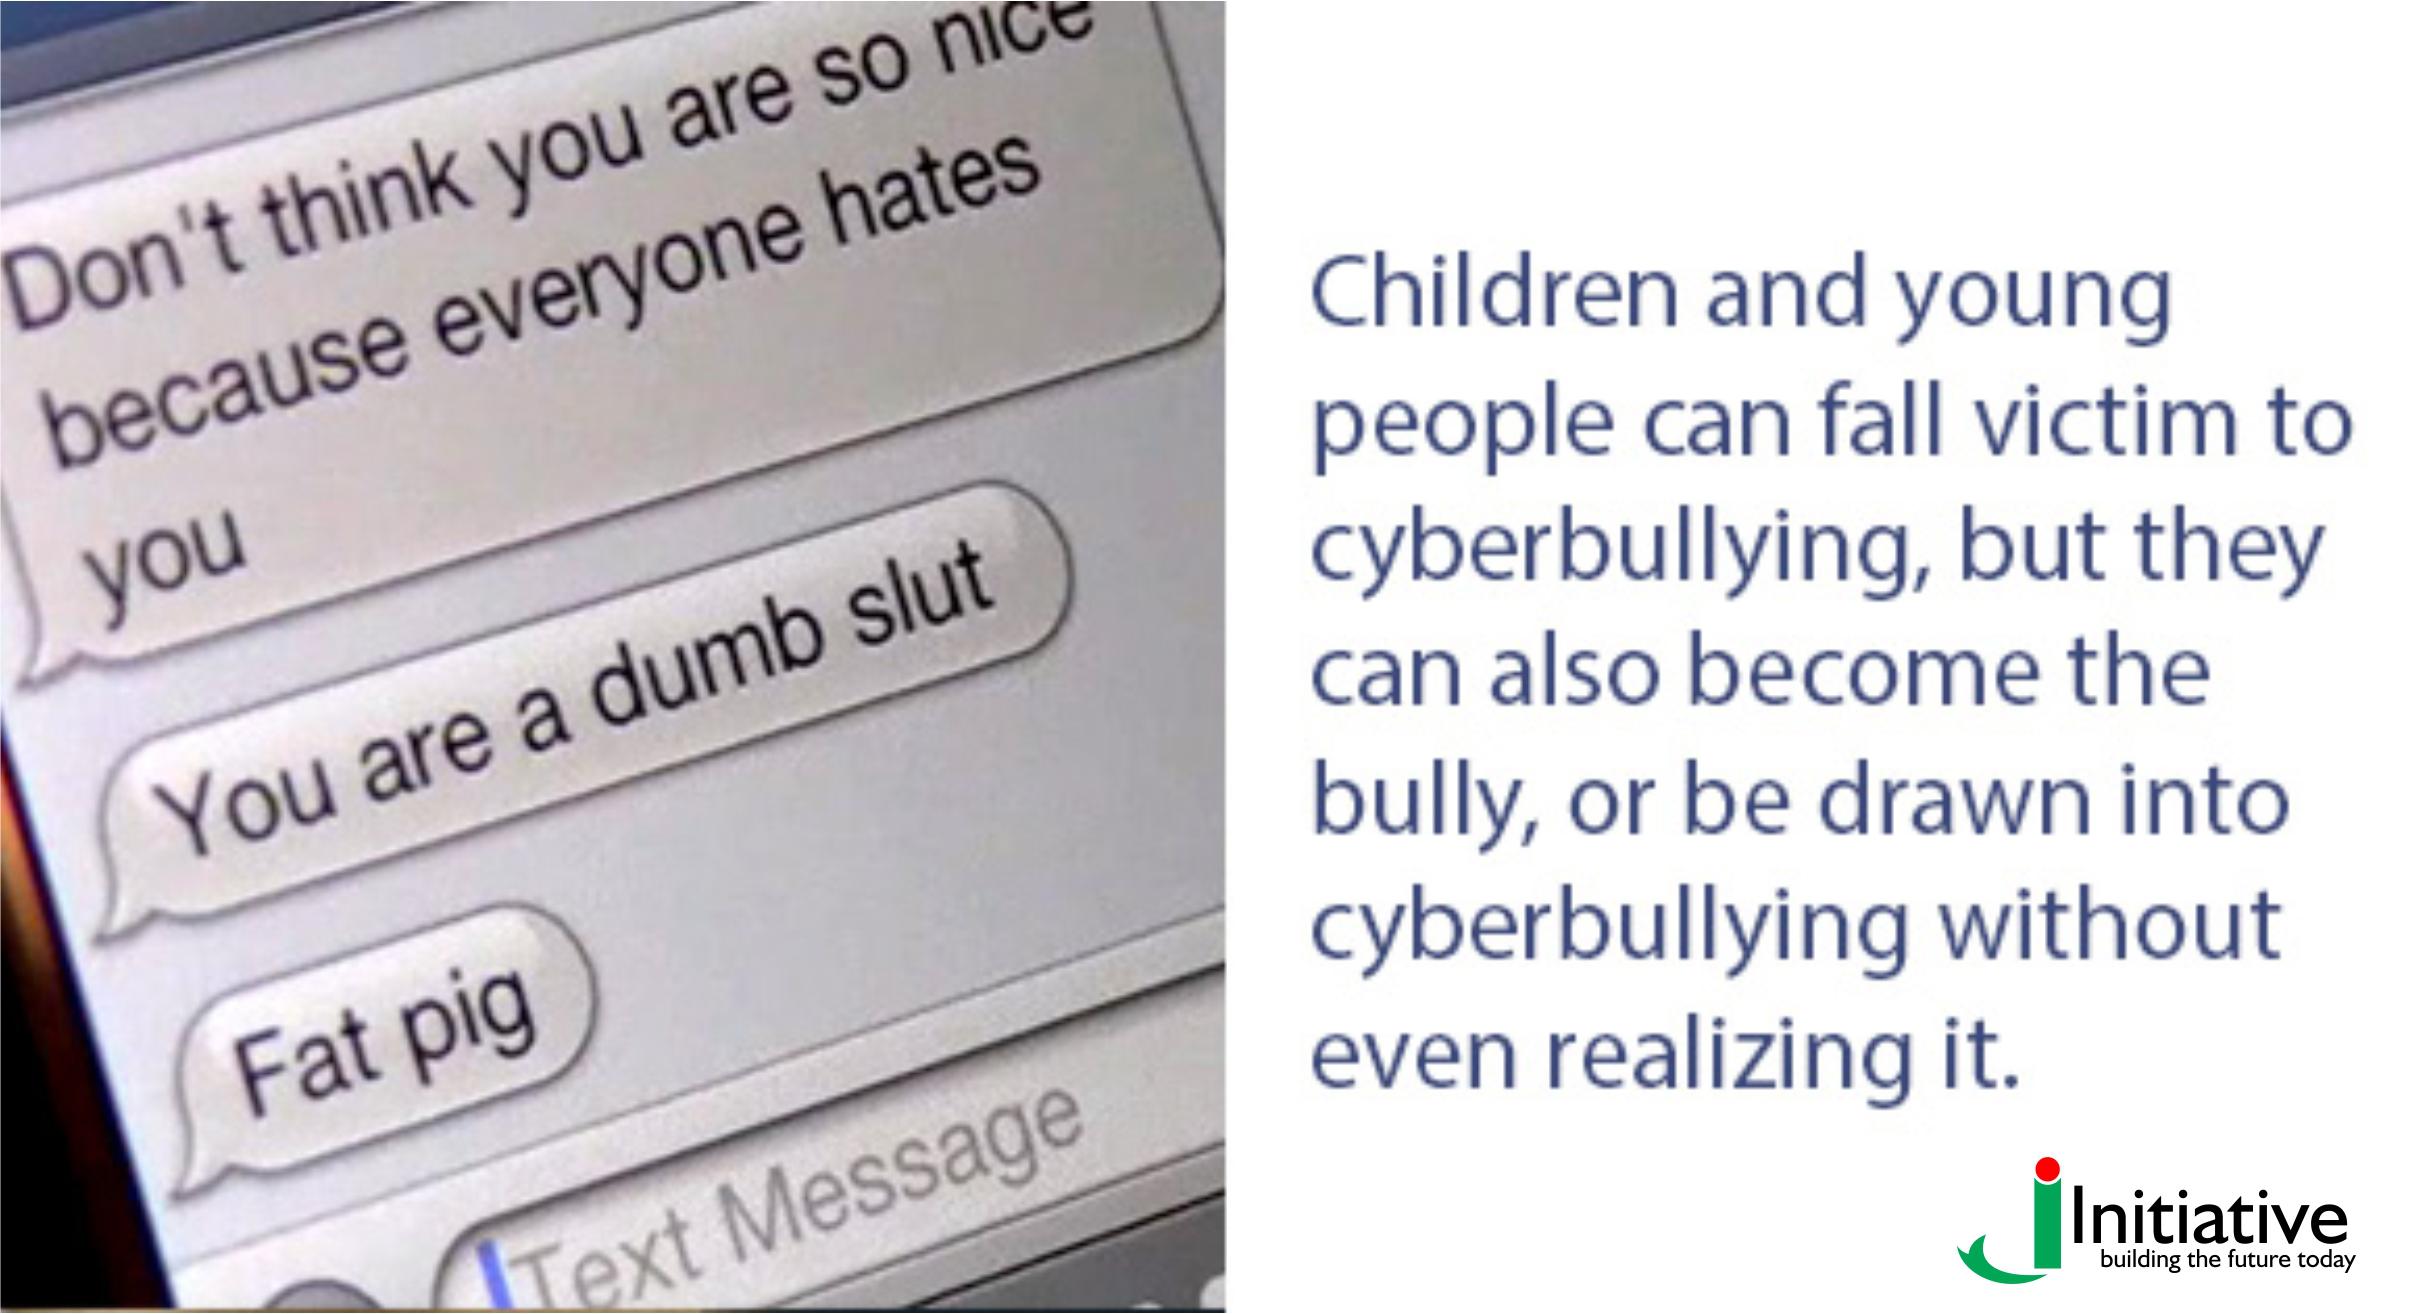 Don't think you are so nice
because everyone hates
you
You are a dumb slut
Fat pig
Text Message
Children and young
people can fall victim to
cyberbullying, but they
can also become the
bully, or be drawn into
cyberbullying without
even realizing it.
Initiative
building the future today